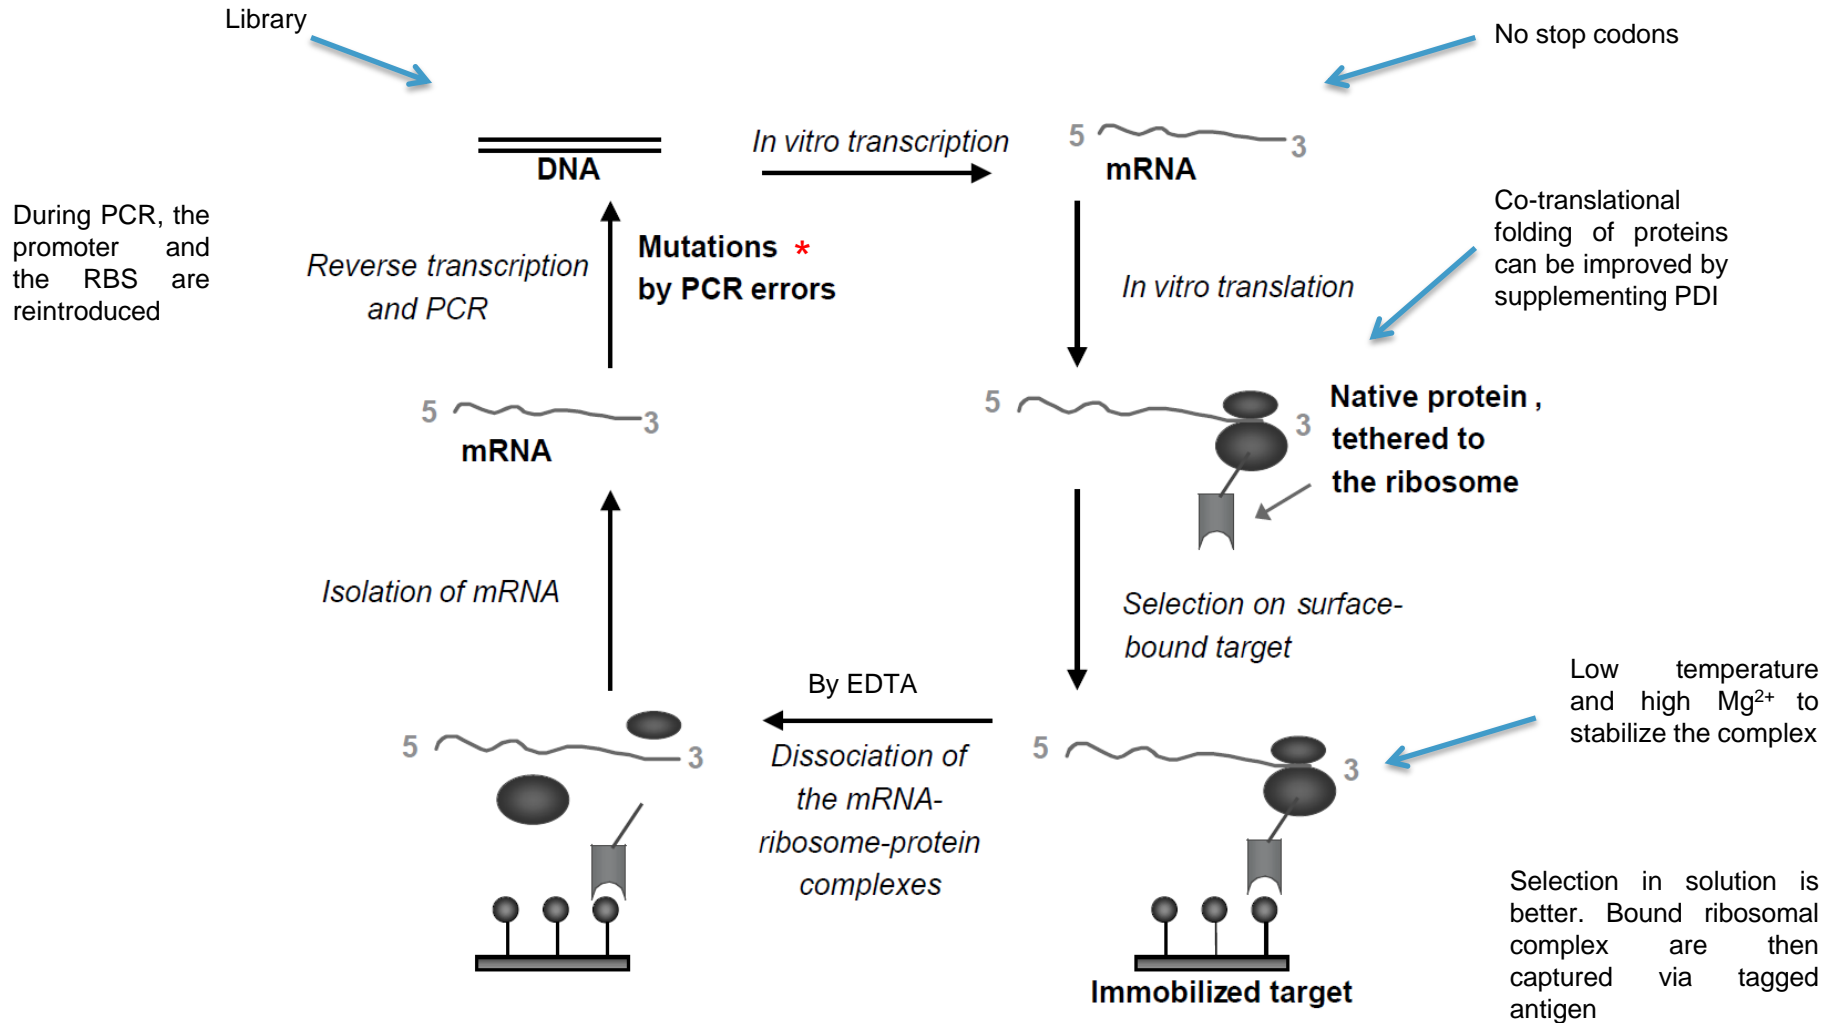 Library
No stop codons
In vitro transcription
5
3
DNA
mRNA
During PCR, the
promoter and
the RBS are
reintroduced
Reverse transcription
and PCR
Mutations *
by PCR errors
In vitro translation
Co-translational
folding of proteins
can be improved by
supplementing PDI
5
3
mRNA
5
3
Native protein ,
tethered to
the ribosome
Isolation of mRNA
Selection on surface-
bound target
By EDTA
Low temperature
and high Mg²⁺ to
stabilize the complex
5
3
Dissociation of
the mRNA-
ribosome-protein
complexes
5
3
Selection in solution is
better. Bound ribosomal
complex are then
captured via tagged
antigen
Immobilized target